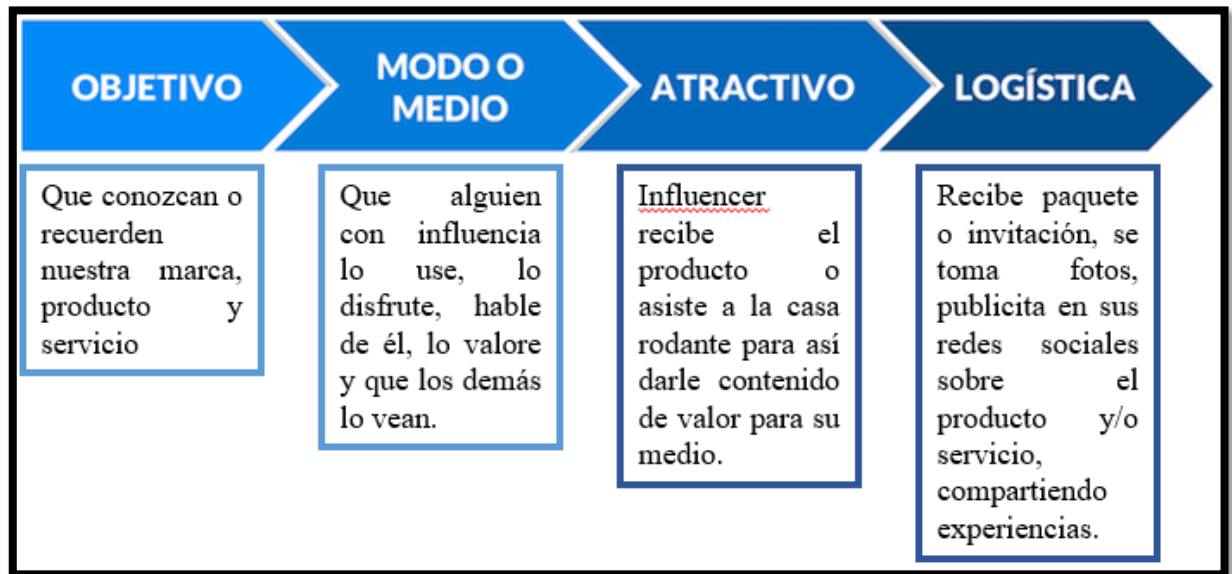 OBJETIVO
MODO O
MEDIO
ATRACTIVO
LOGÍSTICA
Que conozcan o
recuerden
nuestra marca,
producto y
servicio
Que alguien
con influencia
lo use, lo
disfrute, hable
de él, lo valore
y que los demás
lo vean.
Influencer
recibe el
producto o
asiste a la casa
rodante para así
darle contenido
de valor para su
medio.
Recibe paquete
o invitación, se
toma fotos,
publicita en sus
redes sociales
sobre el
producto y/o
servicio,
compartiendo
experiencias.